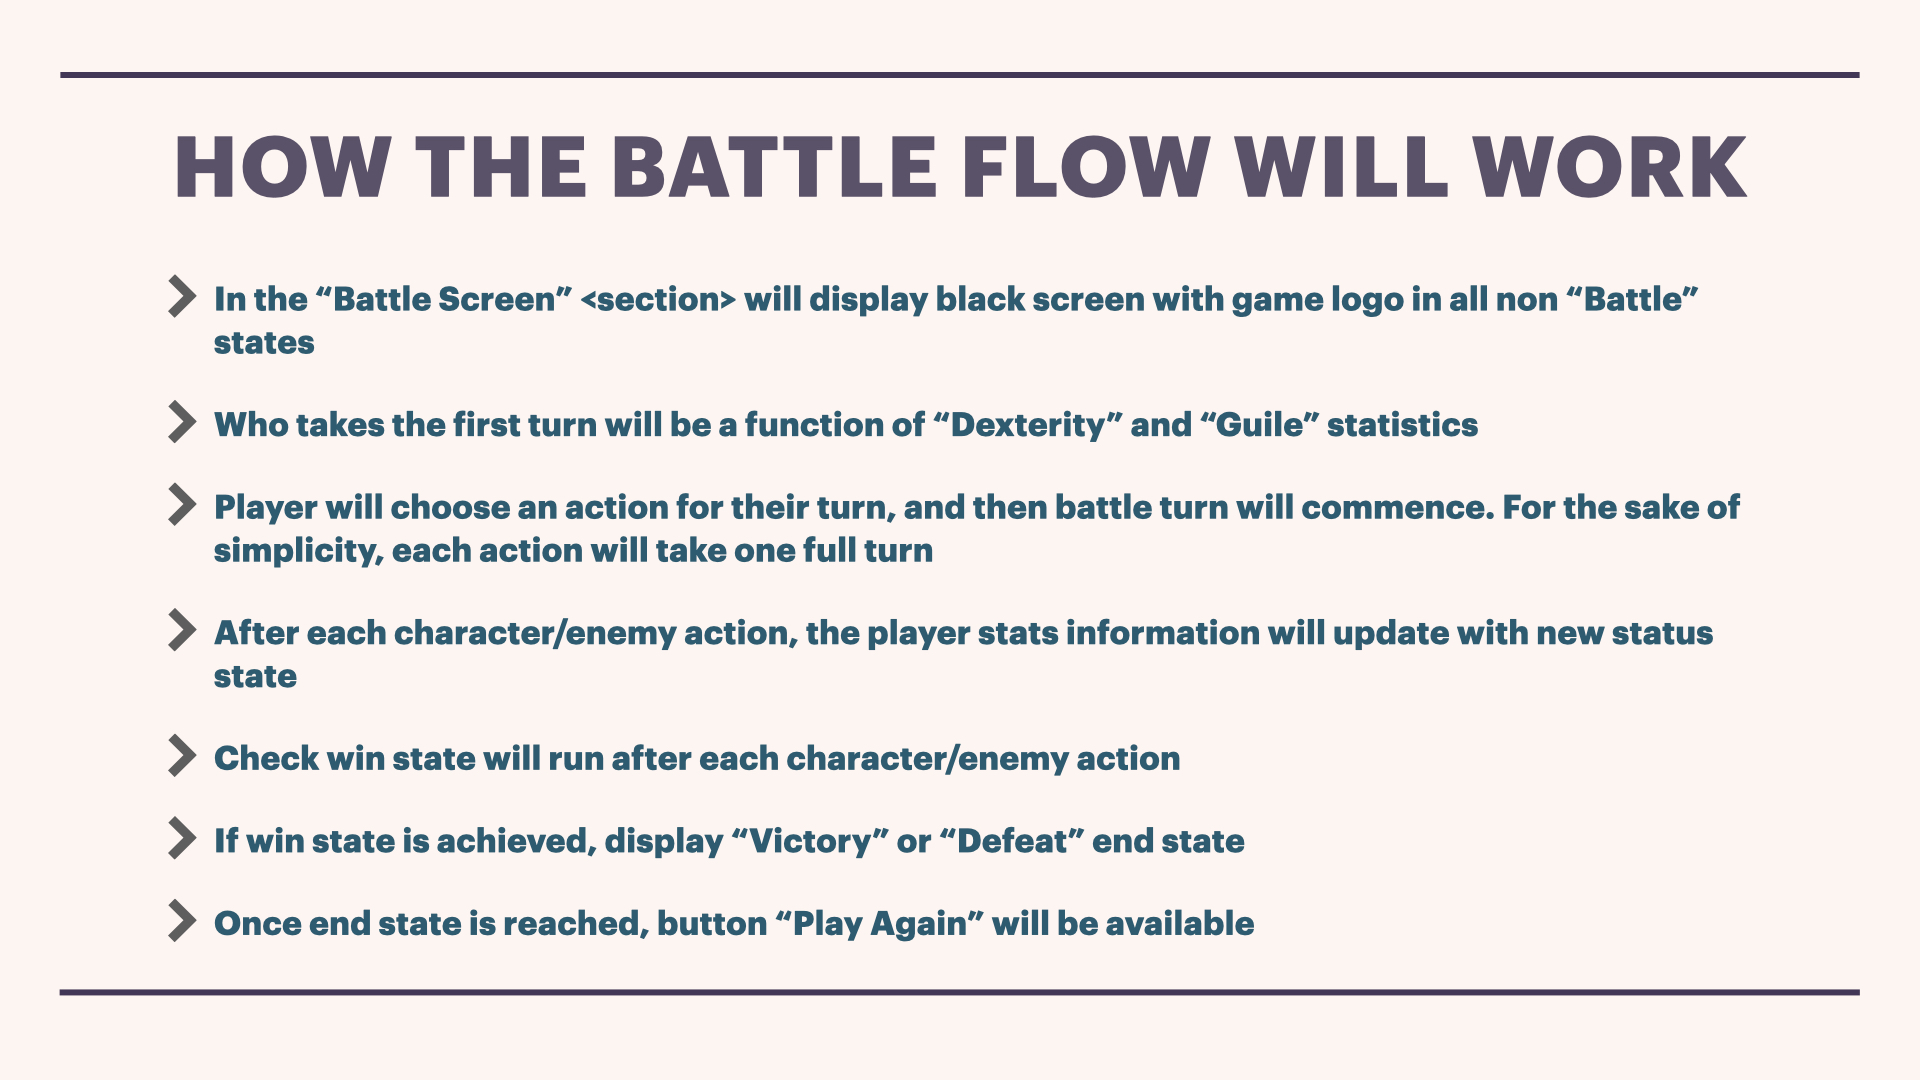 HOW THE BATTLE FLOW WILL WORK
In the “Battle Screen” <section> will display black screen with game logo in all non “Battle”
states
Who takes the first turn will be a function of “Dexterity” and “Guile” statistics
Player will choose an action for their turn, and then battle turn will commence. For the sake of
simplicity, each action will take one full turn
After each character/enemy action, the player stats information will update with new status
state
Check win state will run after each character/enemy action
If win state is achieved, display “Victory” or “Defeat” end state
Once end state is reached, button “Play Again” will be available